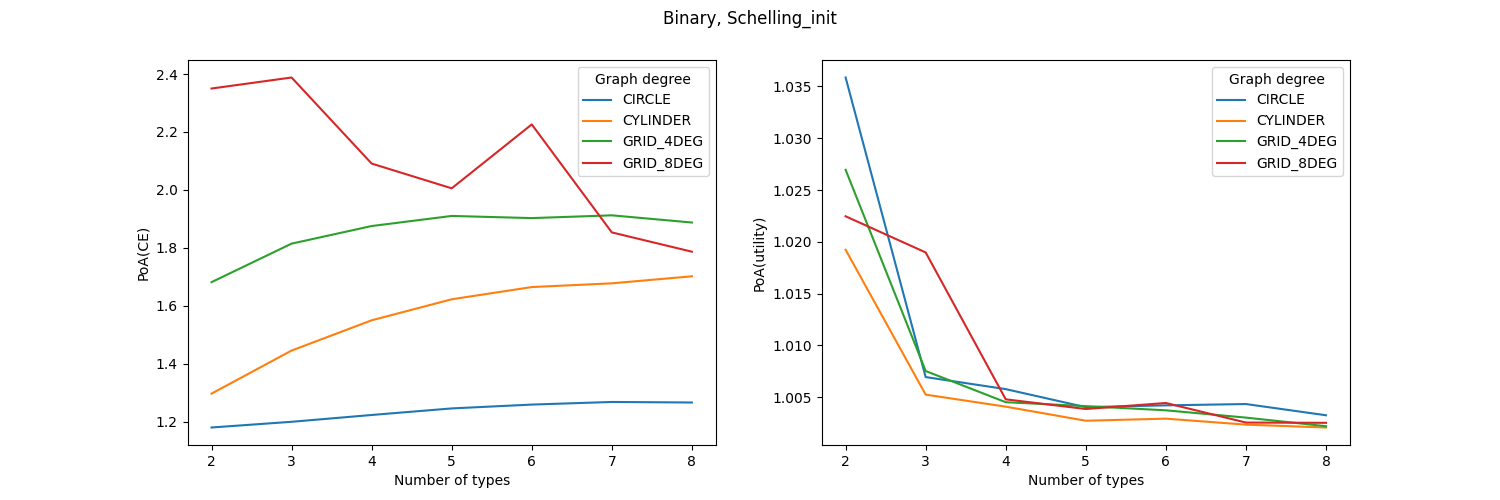 Binary, Schelling_init
PoA(CE)
2.4
2.2
2.0
1.8
1.6
1.4
1.2
2 3 4 5 6 7 8
Number of types
Graph degree
CIRCLE
CYLINDER
GRID_4DEG
GRID_8DEG
PoA(utility)
1.035
1.030
1.025
1.020
1.015
1.010
1.005
2 3 4 5 6 7 8
Number of types
Graph degree
CIRCLE
CYLINDER
GRID_4DEG
GRID_8DEG